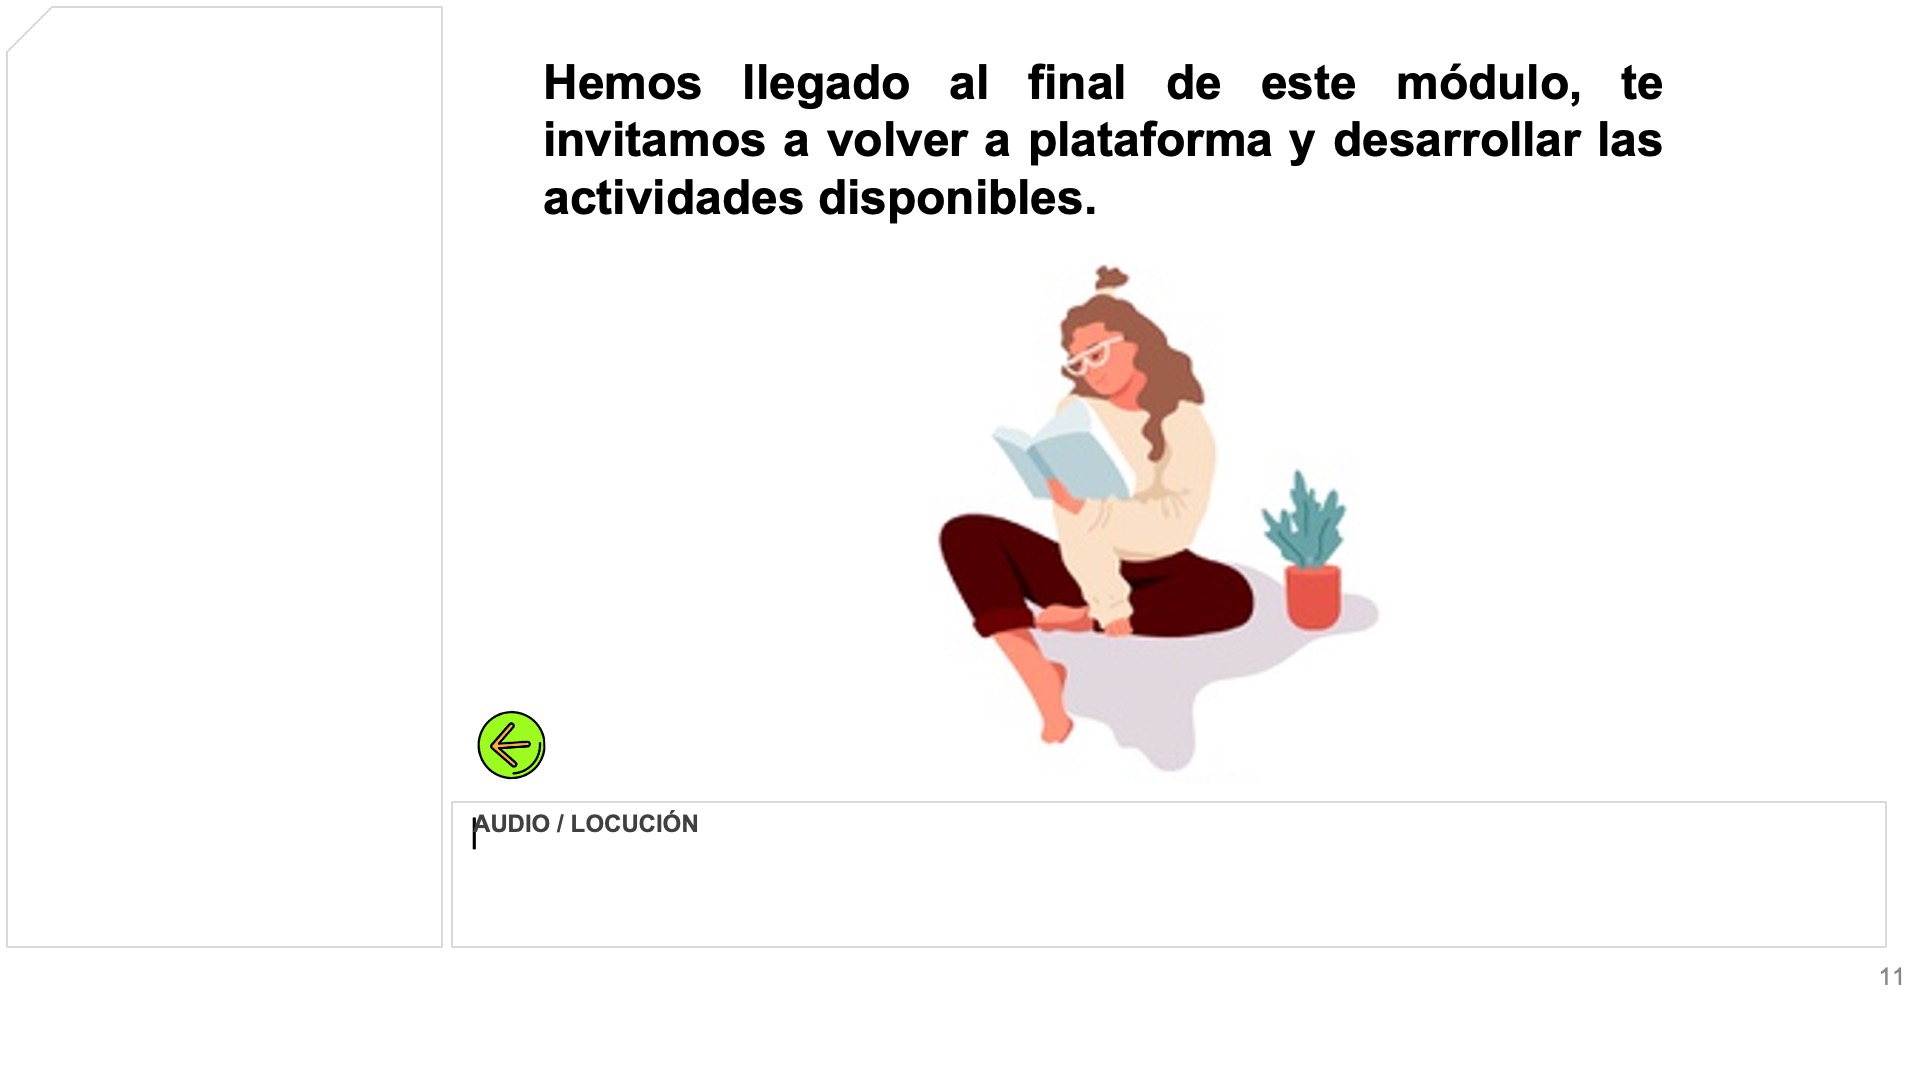 Hemos llegado al final de este módulo, te
invitamos a volver a plataforma y desarrollar las
actividades disponibles.
AUDIO / LOCUCIÓN
11